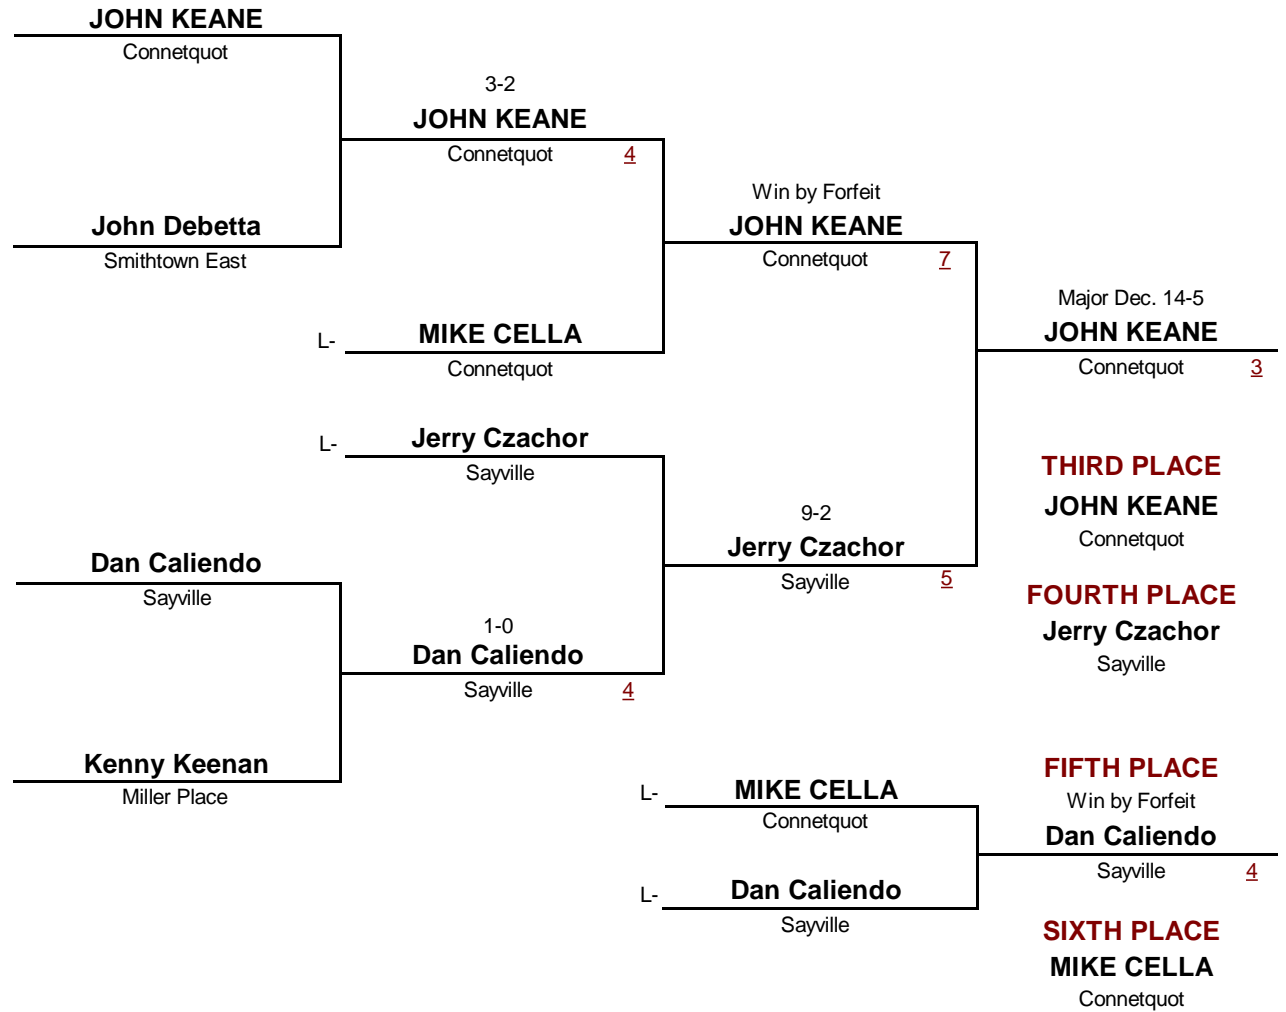 JOHN KEANE
Connetquot
3-2
JOHN KEANE
Connetquot 4
Win by Forfeit
John Debetta
JOHN KEANE
Smithtown East
Connetquot 7
Major Dec. 14-5
L- MIKE CELLA
JOHN KEANE
Connetquot
Connetquot 3
L- Jerry Czachor
Sayville
THIRD PLACE
JOHN KEANE
Connetquot
9-2
Jerry Czachor
Sayville 5
Dan Caliendo
Sayville
FOURTH PLACE
Jerry Czachor
Sayville
1-0
Dan Caliendo
Sayville 4
Kenny Keenan
Miller Place
L- MIKE CELLA
Connetquot
L- Dan Caliendo
Sayville
FIFTH PLACE
Win by Forfeit
Dan Caliendo
Sayville 4
SIXTH PLACE
MIKE CELLA
Connetquot